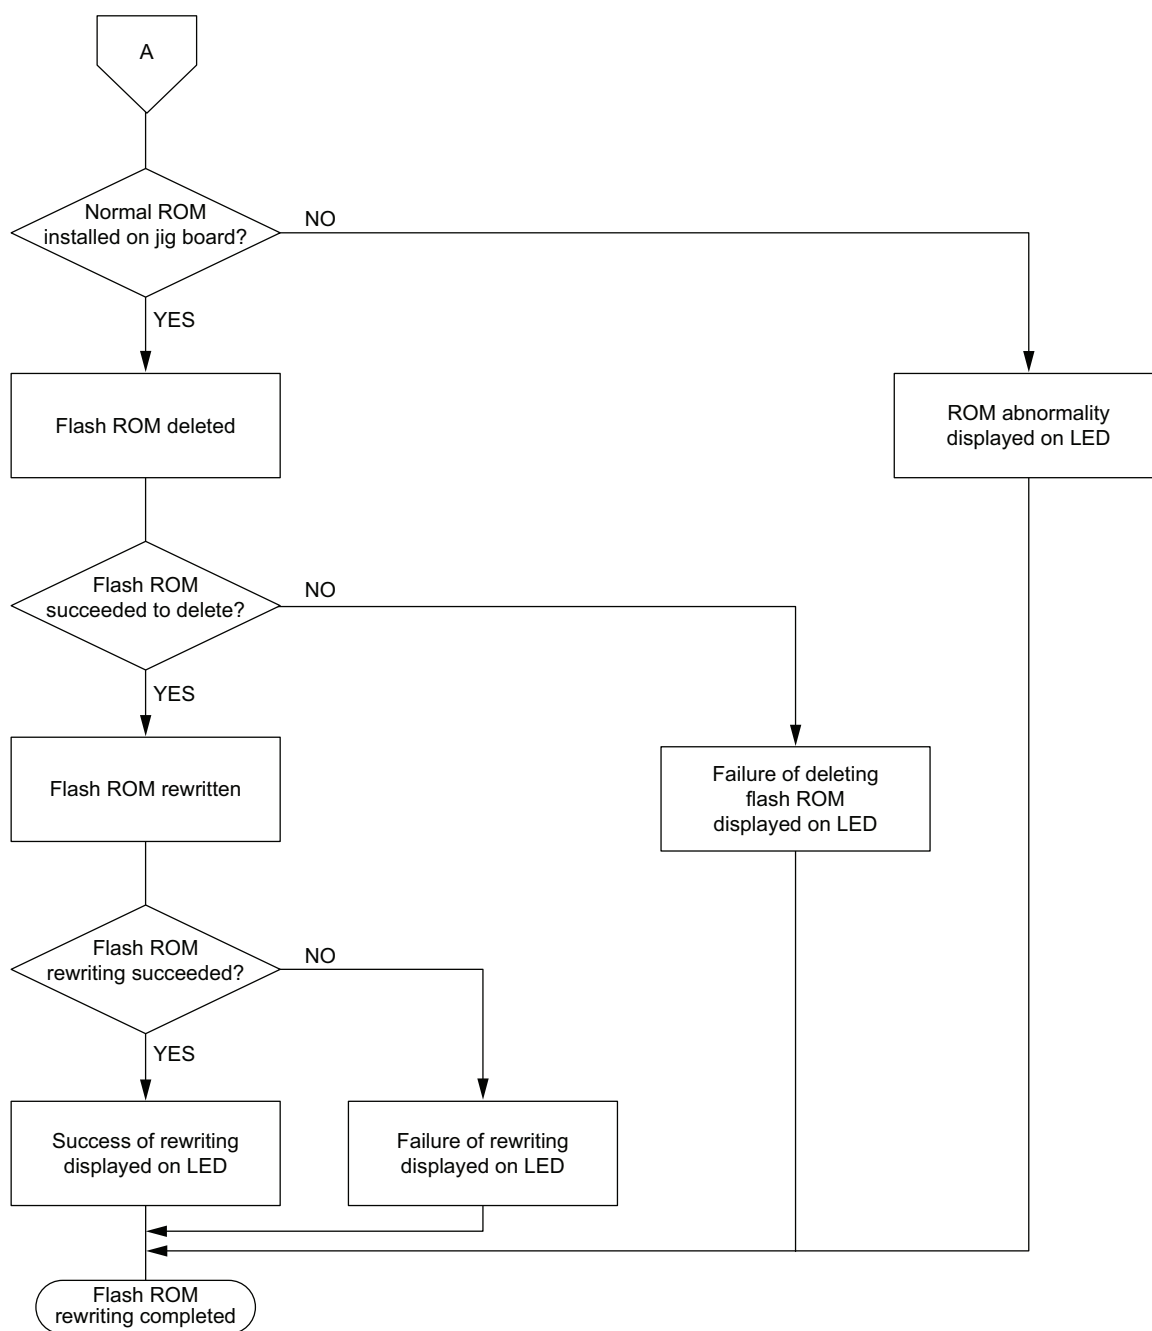 A
Normal ROM
installed on jig board?
NO
YES
Flash ROM deleted
ROM abnormality
displayed on LED
Flash ROM
succeeded to delete?
NO
YES
Flash ROM rewritten
Failure of deleting
flash ROM
displayed on LED
Flash ROM
rewriting succeeded?
NO
YES
Success of rewriting
displayed on LED
Failure of rewriting
displayed on LED
Flash ROM
rewriting completed